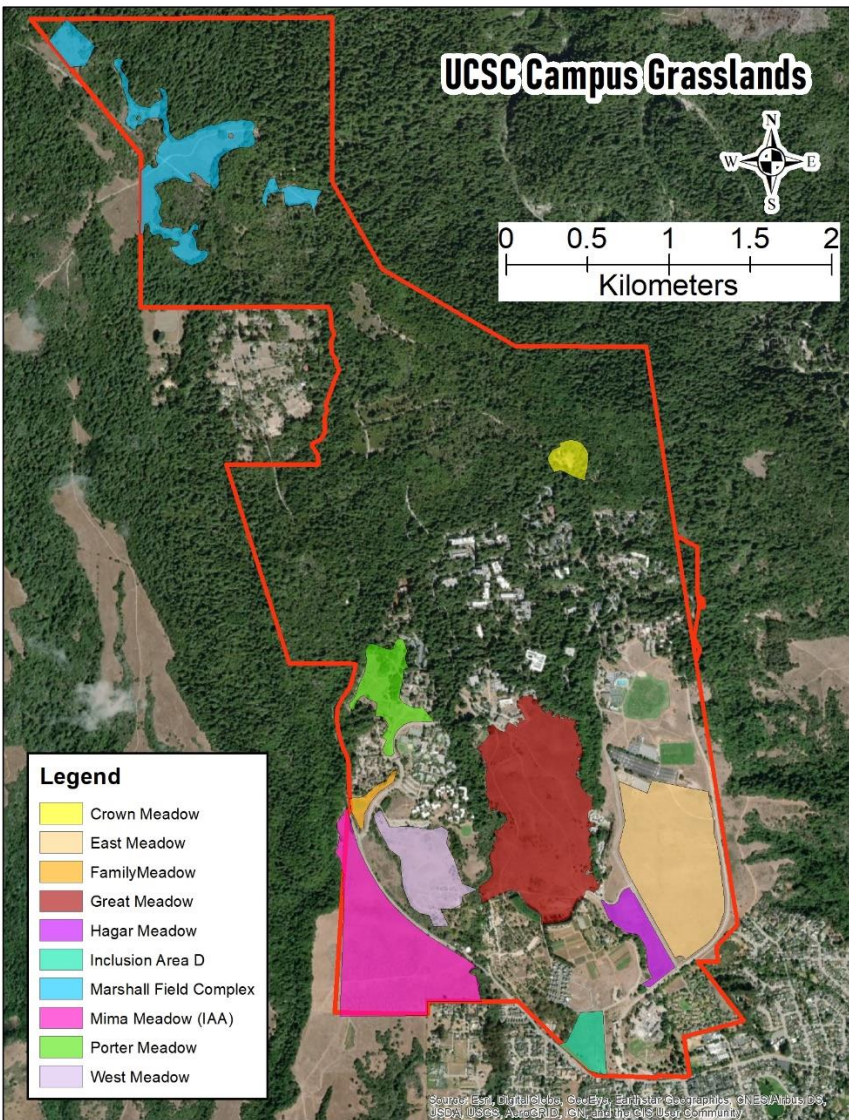 UCSC Campus Grasslands
N
W E
S
0 0.5 1 1.5 2
Kilometers
Legend
Crown Meadow
East Meadow
FamilyMeadow
Great Meadow
Hagar Meadow
Inclusion Area D
Marshall Field Complex
Mima Meadow (IAA)
Porter Meadow
West Meadow
Source: Esri, DigitalGlobe, GeoEye, Earthstar Geographics, CNES/Airbus DS,
USDA, USGS, AeroGRID, IGN, and the GIS User Community